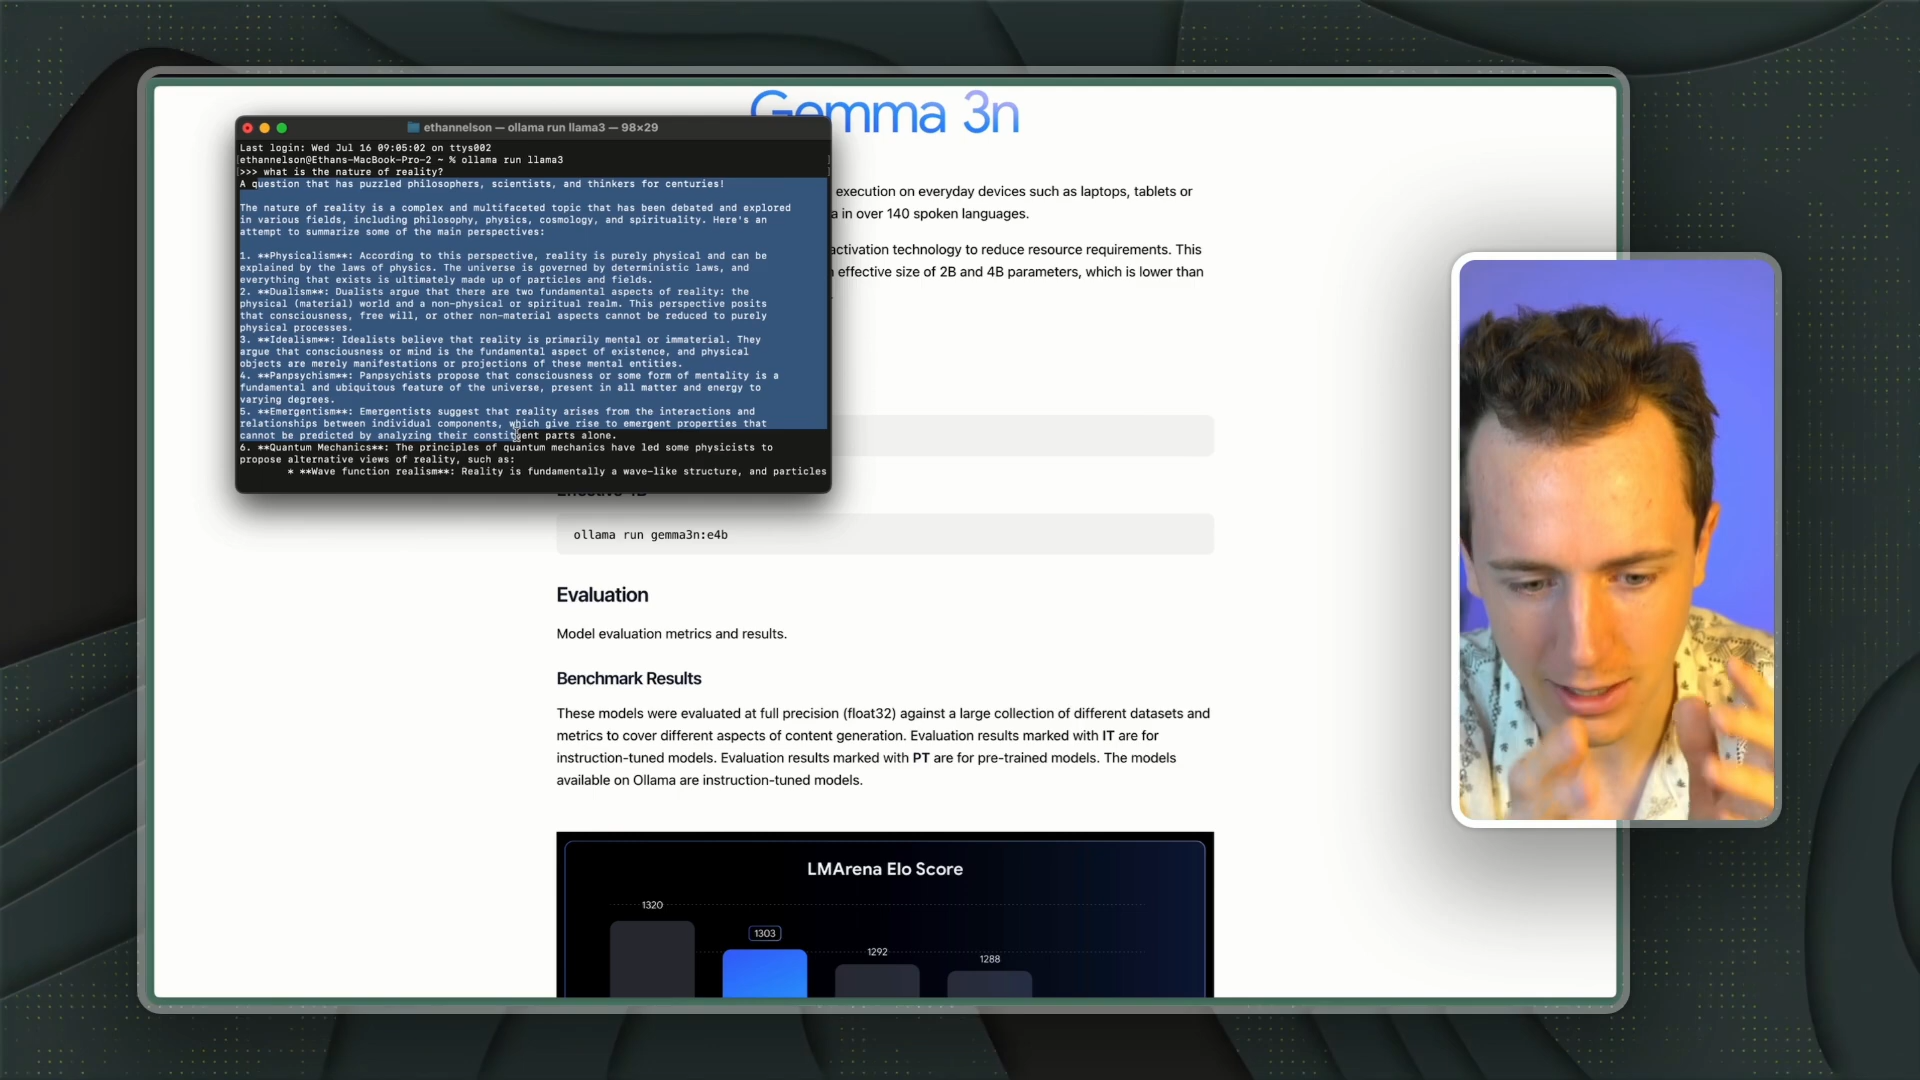 Gemma 3n
ethannelson — ollama run llama3 — 98×29
Last login: Wed Jul 16 09:05:02 on ttys002
[ethannelson@Ethans-MacBook-Pro-2 ~ % ollama run llama3 ]
[>>> what is the nature of reality? ]
A question that has puzzled philosophers, scientists, and thinkers for centuries!
The nature of reality is a complex and multifaceted topic that has been debated and explored
in various fields, including philosophy, physics, cosmology, and spirituality. Here's an
attempt to summarize some of the main perspectives:
1. **Physicalism**: According to this perspective, reality is purely physical and can be
explained by the laws of physics. The universe is governed by deterministic laws, and
everything that exists is ultimately made up of particles and fields.
2. **Dualism**: Dualists argue that there are two fundamental aspects of reality: the
physical (material) world and a non-physical or spiritual realm. This perspective posits
that consciousness, free will, or other non-material aspects cannot be reduced to purely
physical processes.
3. **Idealism**: Idealists believe that reality is primarily mental or immaterial. They
argue that consciousness or mind is the fundamental aspect of existence, and physical
objects are merely manifestations or projections of these mental entities.
4. **Panpsychism**: Panpsychists propose that consciousness or some form of mentality is a
fundamental and ubiquitous feature of the universe, present in all matter and energy to
varying degrees.
5. **Emergentism**: Emergentists suggest that reality arises from the interactions and
relationships between individual components, which give rise to emergent properties that
cannot be predicted by analyzing their constituent parts alone.
6. **Quantum Mechanics**: The principles of quantum mechanics have led some physicists to
propose alternative views of reality, such as:
* **Wave function realism**: Reality is fundamentally a wave-like structure, and particles
execution on everyday devices such as laptops, tablets or
a in over 140 spoken languages.
activation technology to reduce resource requirements. This
effective size of 2B and 4B parameters, which is lower than
Effective 4B
ollama run gemma3n:e4b
Evaluation
Model evaluation metrics and results.
Benchmark Results
These models were evaluated at full precision (float32) against a large collection of different datasets and
metrics to cover different aspects of content generation. Evaluation results marked with IT are for
instruction-tuned models. Evaluation results marked with PT are for pre-trained models. The models
available on Ollama are instruction-tuned models.
LMArena Elo Score
1320
1303
1292
1288